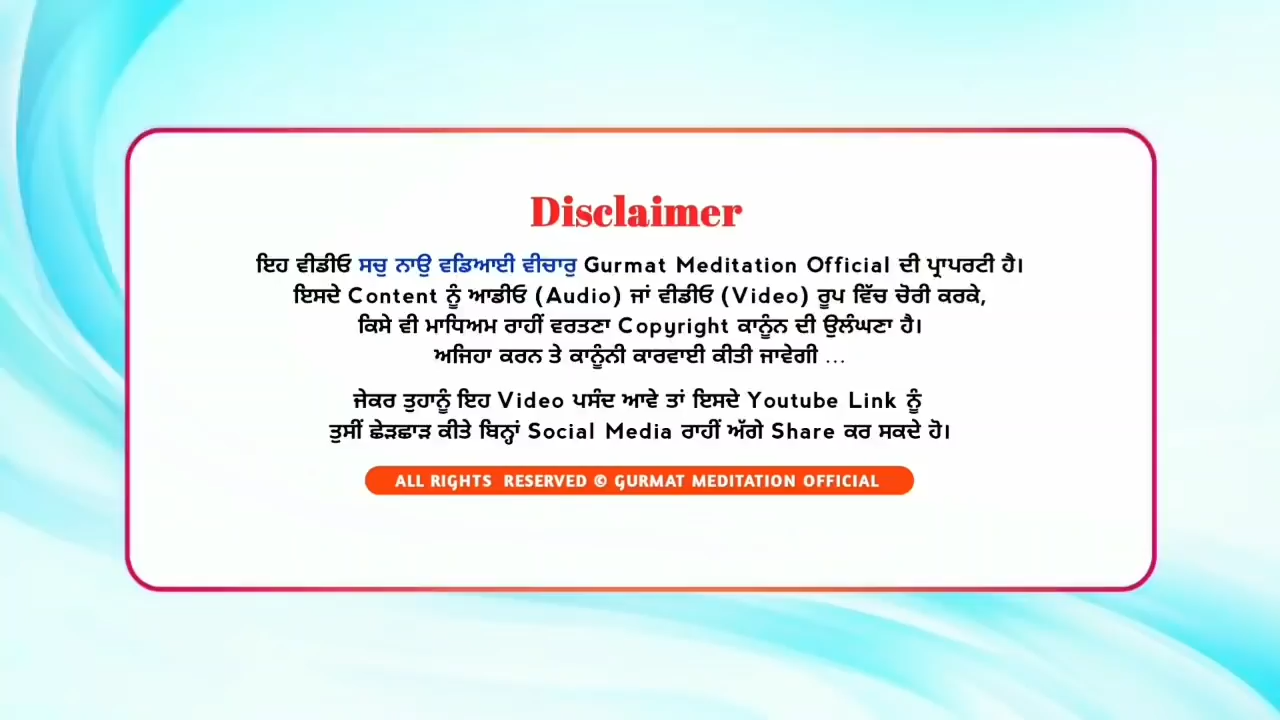 Disclaimer
ਇਹ ਵੀਡੀਓ ਸਚੁ ਨਾਉ ਵਡਿਆਈ ਵੀਚਾਰੁ Gurmat Meditation Official ਦੀ ਪ੍ਰਾਪਰਟੀ ਹੈ।
ਇਸਦੇ Content ਨੂੰ ਆਡੀਓ (Audio) ਜਾਂ ਵੀਡੀਓ (Video) ਰੂਪ ਵਿੱਚ ਚੋਰੀ ਕਰਕੇ,
ਕਿਸੇ ਵੀ ਮਾਧਿਅਮ ਰਾਹੀਂ ਵਰਤਣਾ Copyright ਕਾਨੂੰਨ ਦੀ ਉਲੰਘਣਾ ਹੈ।
ਅਜਿਹਾ ਕਰਨ ਤੇ ਕਾਨੂੰਨੀ ਕਾਰਵਾਈ ਕੀਤੀ ਜਾਵੇਗੀ ...
ਜੇਕਰ ਤੁਹਾਨੂੰ ਇਹ Video ਪਸੰਦ ਆਵੇ ਤਾਂ ਇਸਦੇ Youtube Link ਨੂੰ
ਤੁਸੀਂ ਛੇੜਛਾੜ ਕੀਤੇ ਬਿਨ੍ਹਾਂ Social Media ਰਾਹੀਂ ਅੱਗੇ Share ਕਰ ਸਕਦੇ ਹੋ।
ALL RIGHTS RESERVED © GURMAT MEDITATION OFFICIAL